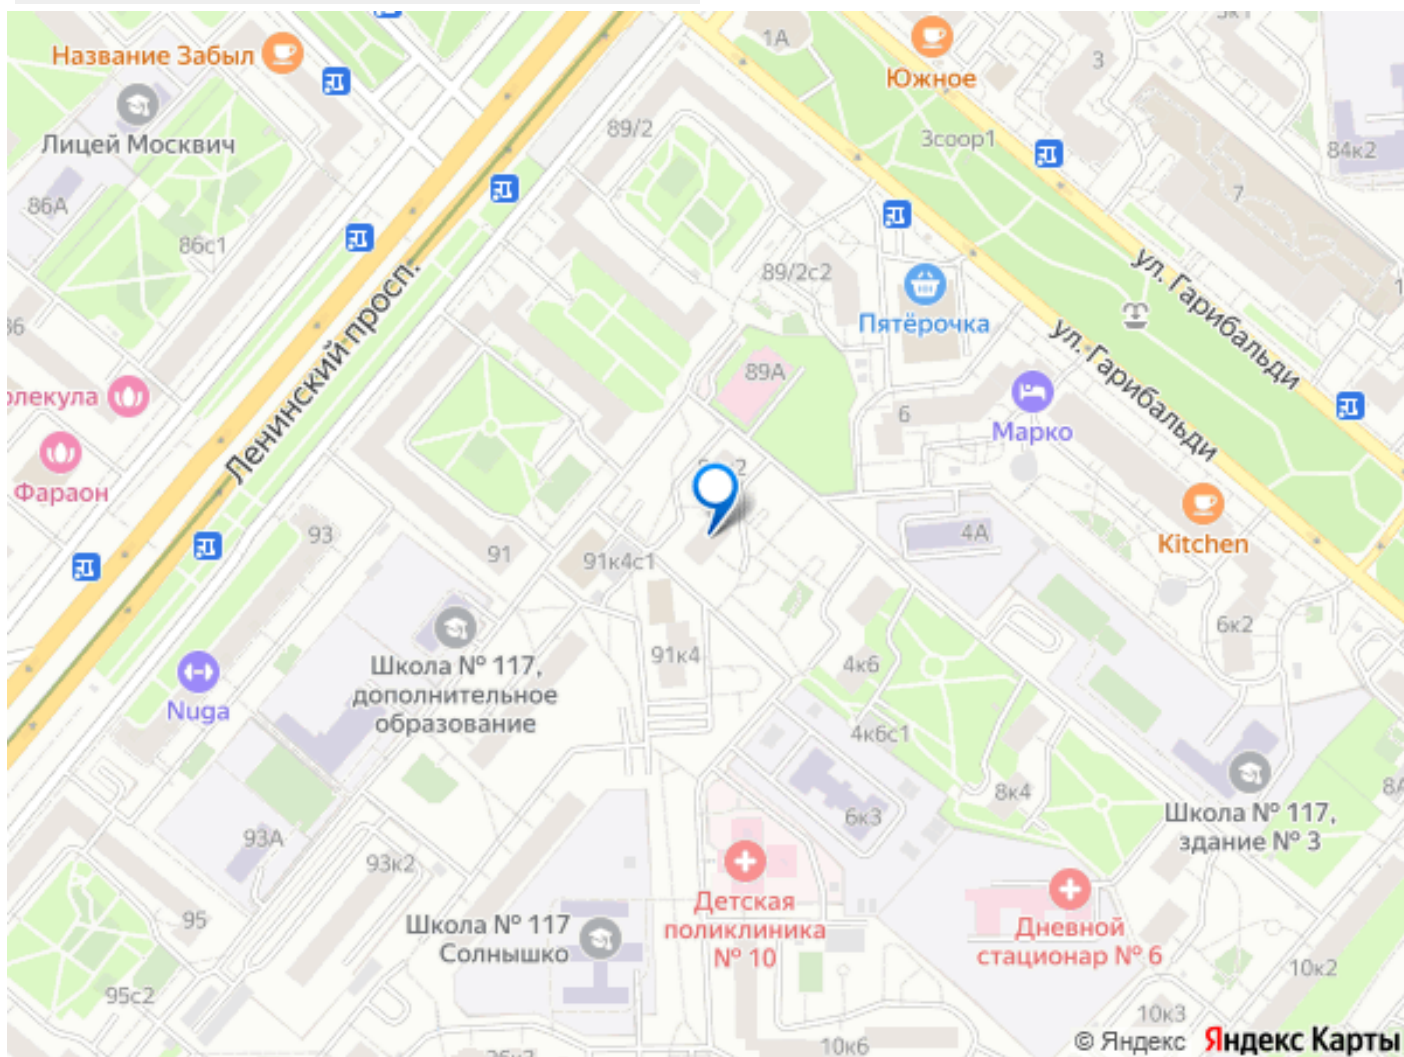 Название Забыл
1А
Южное
3
Лицей Москвич
89/2
3соор1
84к2
7
86А
86с1
ул. Гарибальди
89/2с2
Пятёрочка
ул. Гарибальди
Ленинский просп.
89А
6
Марко
Фараон
93
91
91к4с1
4А
Kitchen
6к2
91к4
4к6
Школа № 117,
дополнительное
образование
Nuga
4к6с1
8к4
6к3
Школа № 117,
здание № 3
93А
93к2
95
Школа № 117
Солнышко
Детская
поликлиника
№ 10
Дневной
стационар № 6
10к2
95с2
10к3
10к6
© Яндекс Яндекс Карты